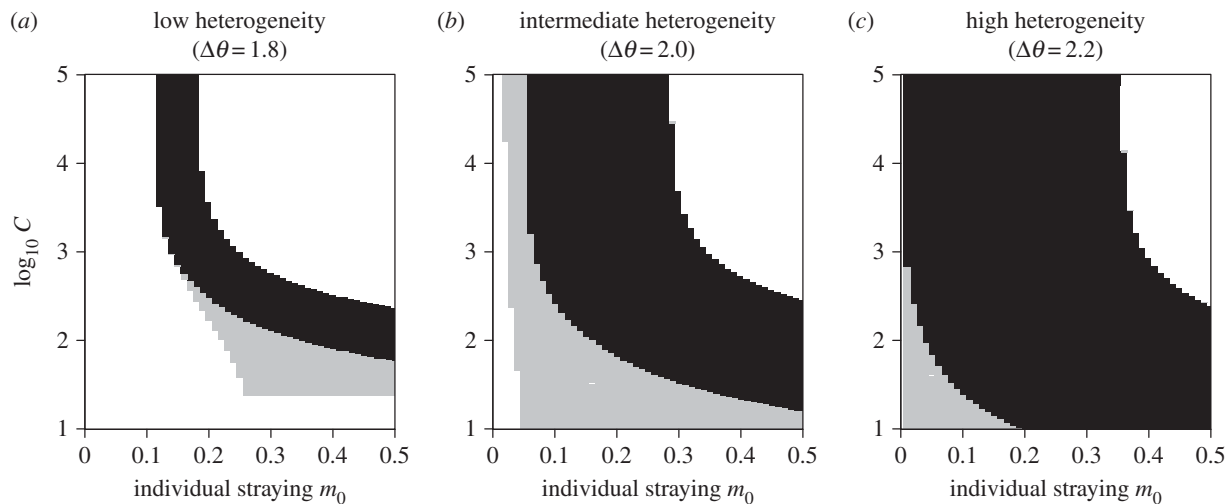 (a) low heterogeneity
(Δθ = 1.8)
(b) intermediate heterogeneity
(Δθ = 2.0)
(c) high heterogeneity
(Δθ = 2.2)
log10 C
5
4
3
2
1
0 0.1 0.2 0.3 0.4 0.5
individual straying m0
5
4
3
2
1
0 0.1 0.2 0.3 0.4 0.5
individual straying m0
5
4
3
2
1
0 0.1 0.2 0.3 0.4 0.5
individual straying m0